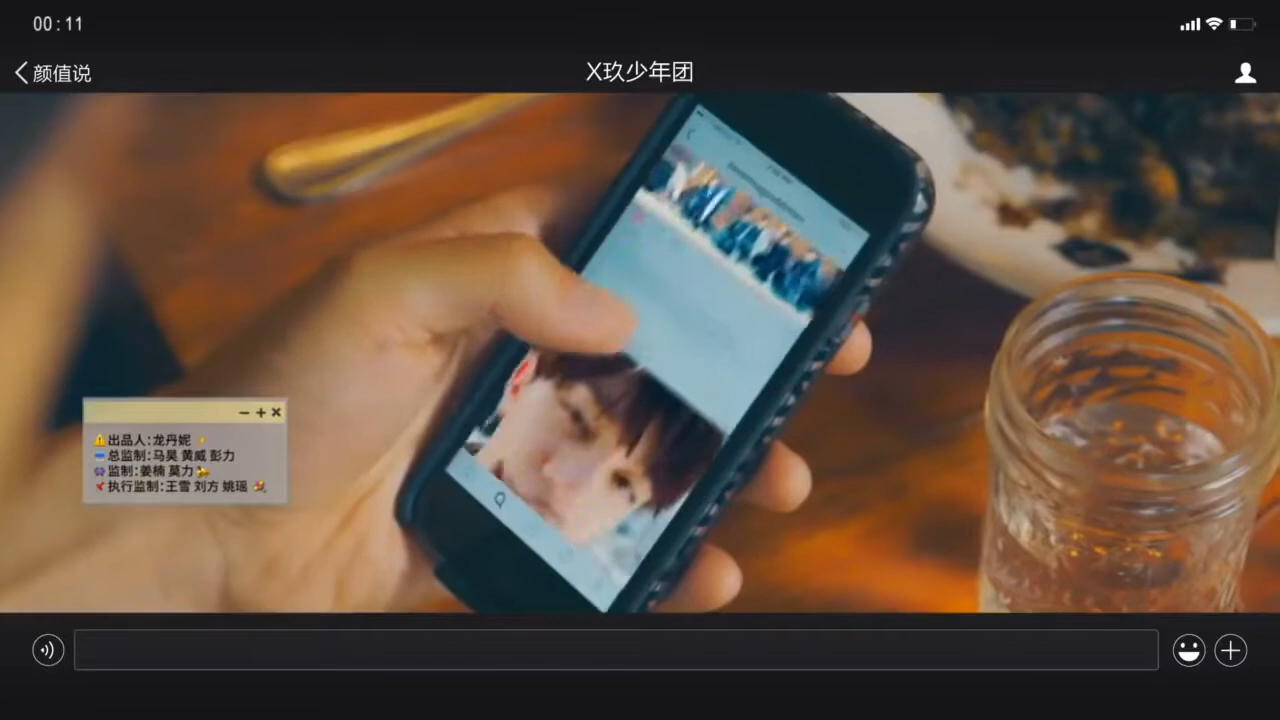 00:11
颜值说
X玖少年团
出品人:龙丹妮
总监制:马昊 黄威 彭力
监制:姜楠 莫力
执行监制:王雪 刘方 姚瑶